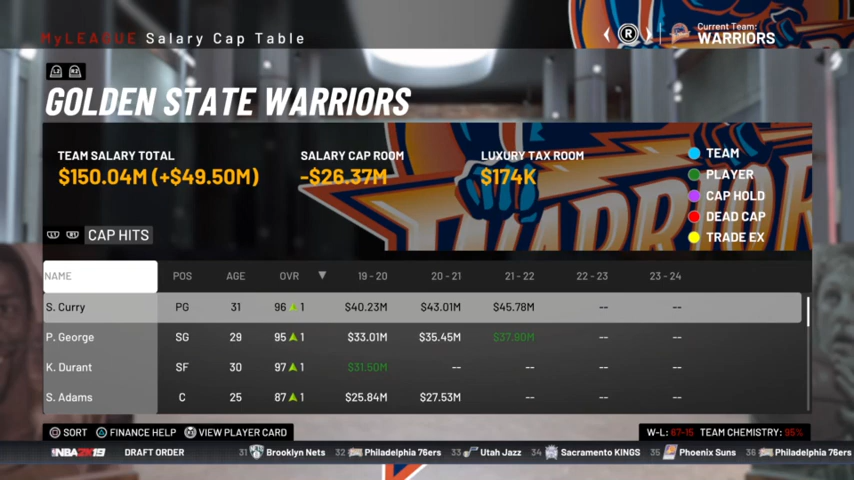 MyLEAGUE Salary Cap Table
R
Current Team:
WARRIORS
L2 R2
GOLDEN STATE WARRIORS
TEAM SALARY TOTAL SALARY CAP ROOM LUXURY TAX ROOM
$150.04M (+$49.50M) -$26.37M $174K
TEAM
PLAYER
CAP HOLD
DEAD CAP
TRADE EX
L1 R1 CAP HITS
NAME POS AGE OVR 19 - 20 20 - 21 21 - 22 22 - 23 23 - 24
S. Curry PG 31 96 1 $40.23M $43.01M $45.78M -- --
P. George SG 29 95 1 $33.01M $35.45M $37.90M -- --
K. Durant SF 30 97 1 $31.50M -- -- -- --
S. Adams C 25 87 1 $25.84M $27.53M -- -- --
SORT FINANCE HELP VIEW PLAYER CARD
W-L: 67-15 TEAM CHEMISTRY: 95%
NBA2K19 DRAFT ORDER 31 Brooklyn Nets 32 Philadelphia 76ers 33 Utah Jazz 34 Sacramento KINGS 35 Phoenix Suns 36 Philadelphia 76ers